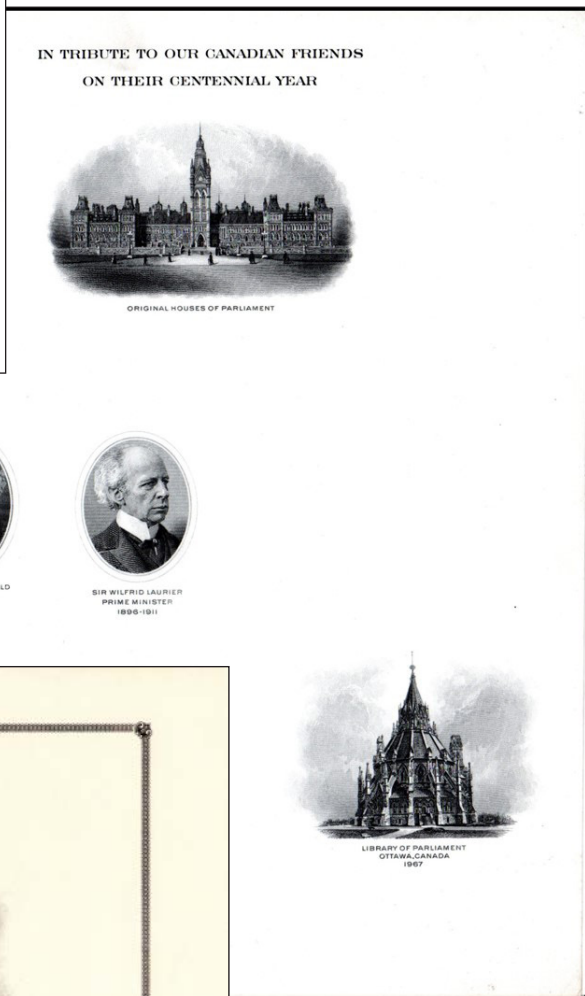 IN TRIBUTE TO OUR CANADIAN FRIENDS
ON THEIR CENTENNIAL YEAR
ORIGINAL HOUSES OF PARLIAMENT
LD
SIR WILFRID LAURIER
PRIME MINISTER
1896-1911
LIBRARY OF PARLIAMENT
OTTAWA,CANADA
1967